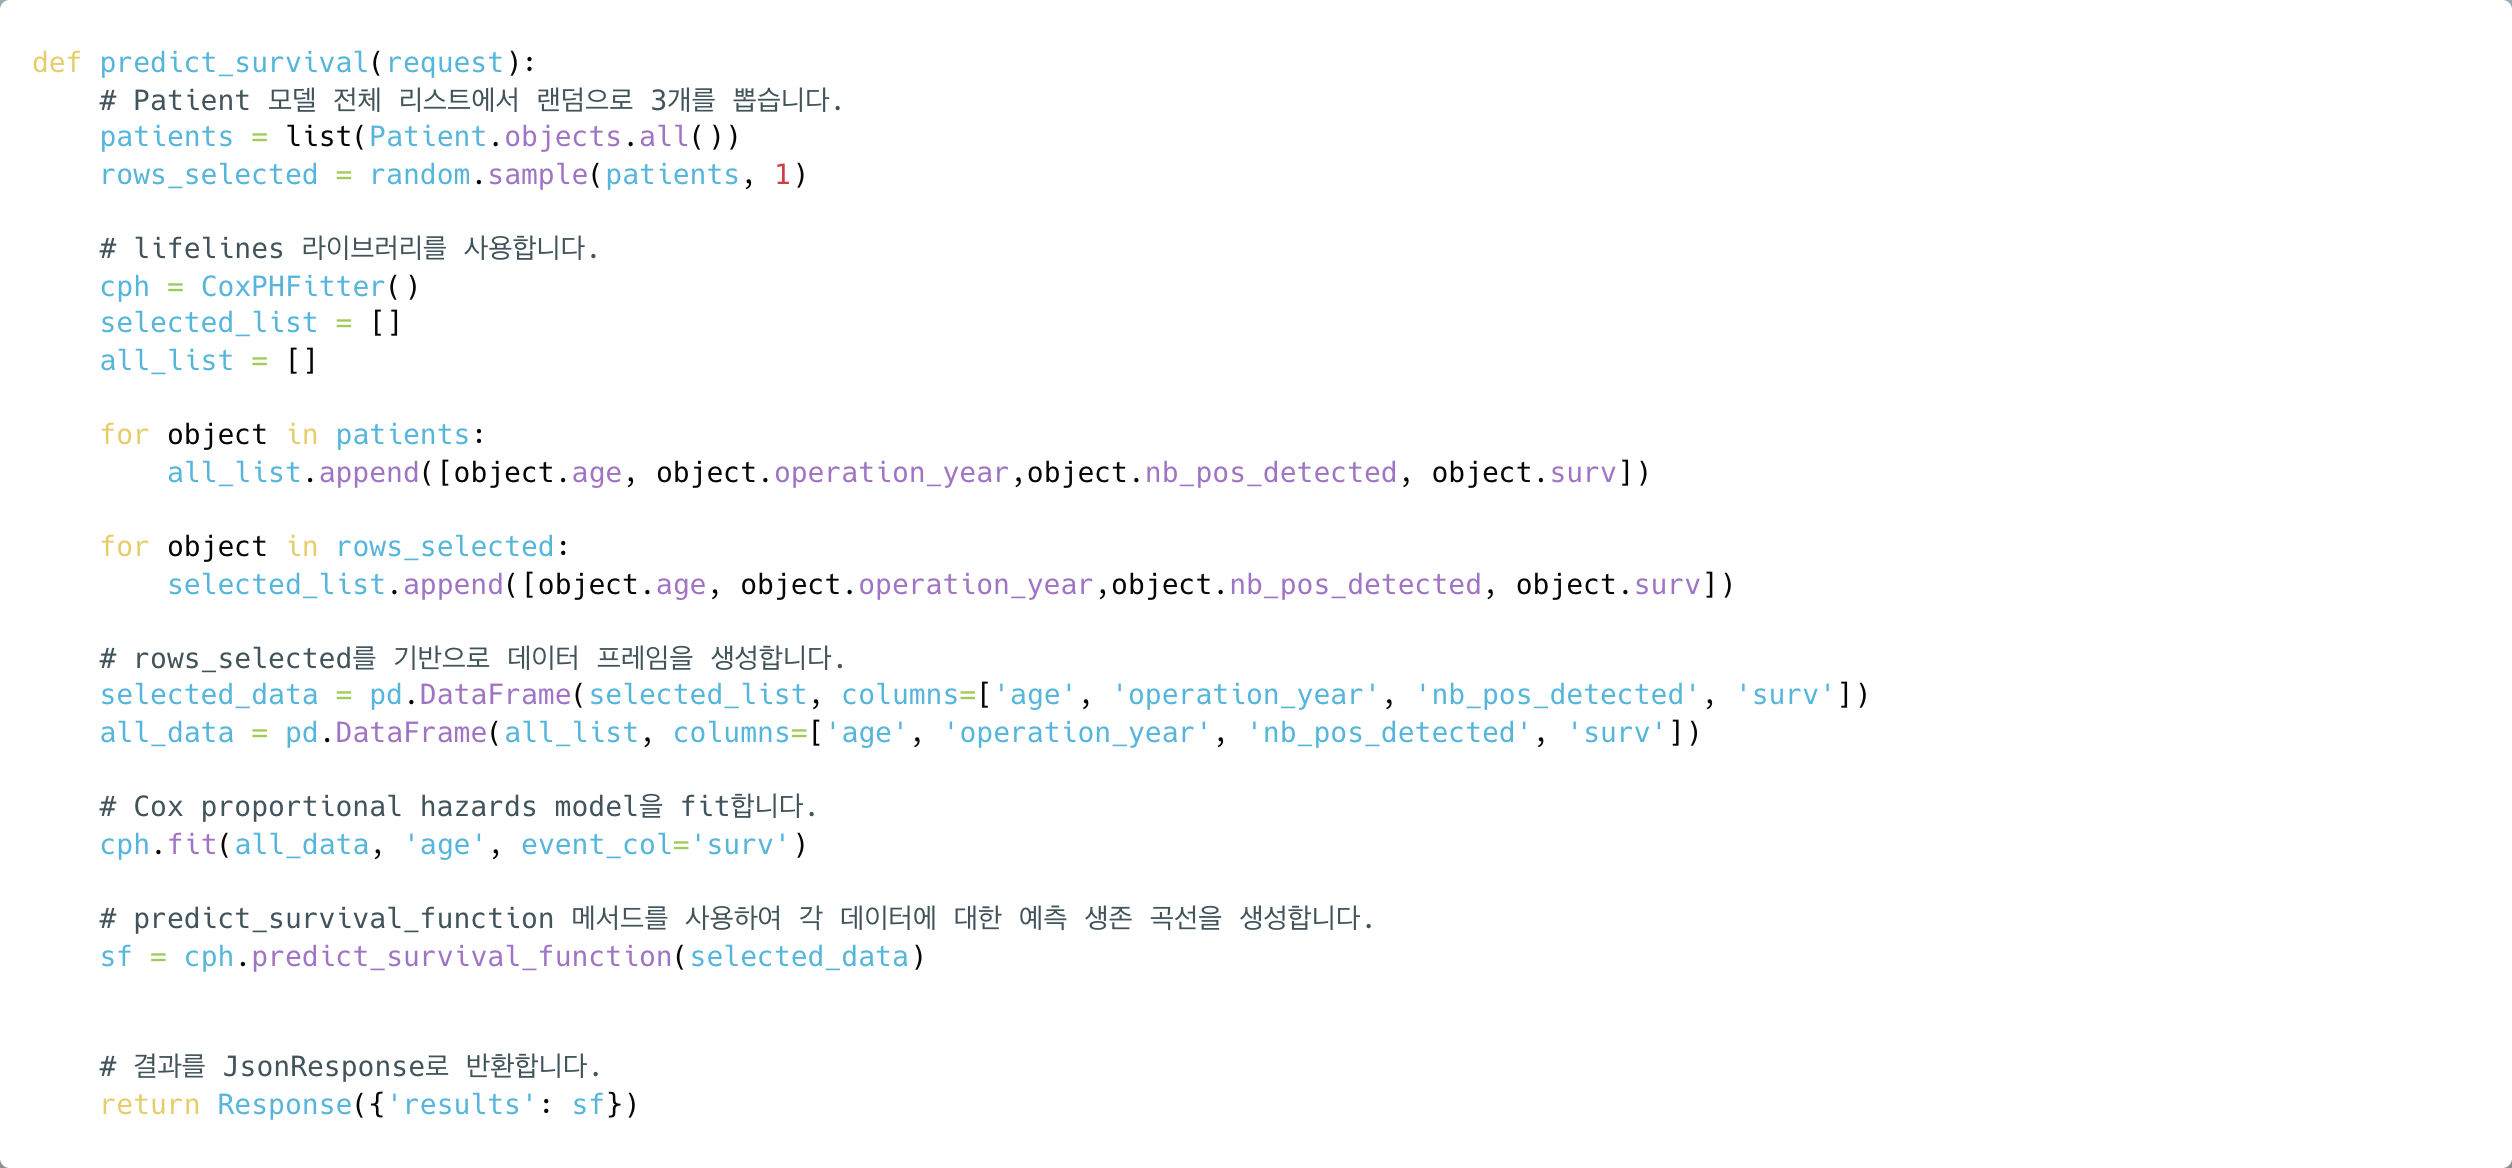 def predict_survival(request):
    # Patient 모델 전체 리스트에서 랜덤으로 3개를 뽑습니다.
    patients = list(Patient.objects.all())
    rows_selected = random.sample(patients, 1)
    # lifelines 라이브러리를 사용합니다.
    cph = CoxPHFitter()
    selected_list = []
    all_list = []
    for object in patients:
        all_list.append([object.age, object.operation_year,object.nb_pos_detected, object.surv])
    for object in rows_selected:
        selected_list.append([object.age, object.operation_year,object.nb_pos_detected, object.surv])
    # rows_selected를 기반으로 데이터 프레임을 생성합니다.
    selected_data = pd.DataFrame(selected_list, columns=['age', 'operation_year', 'nb_pos_detected', 'surv'])
    all_data = pd.DataFrame(all_list, columns=['age', 'operation_year', 'nb_pos_detected', 'surv'])
    # Cox proportional hazards model을 fit합니다.
    cph.fit(all_data, 'age', event_col='surv')
    # predict_survival_function 메서드를 사용하여 각 데이터에 대한 예측 생존 곡선을 생성합니다.
    sf = cph.predict_survival_function(selected_data)
    # 결과를 JsonResponse로 반환합니다.
    return Response({'results': sf})